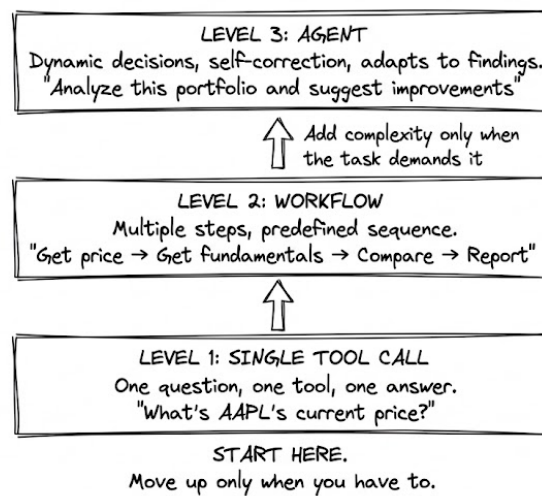 LEVEL 3: AGENT
Dynamic decisions, self-correction, adapts to findings.
"Analyze this portfolio and suggest improvements"
Add complexity only when
the task demands it
LEVEL 2: WORKFLOW
Multiple steps, predefined sequence.
"Get price → Get fundamentals → Compare → Report"
LEVEL 1: SINGLE TOOL CALL
One question, one tool, one answer.
"What's AAPL's current price?"
START HERE.
Move up only when you have to.